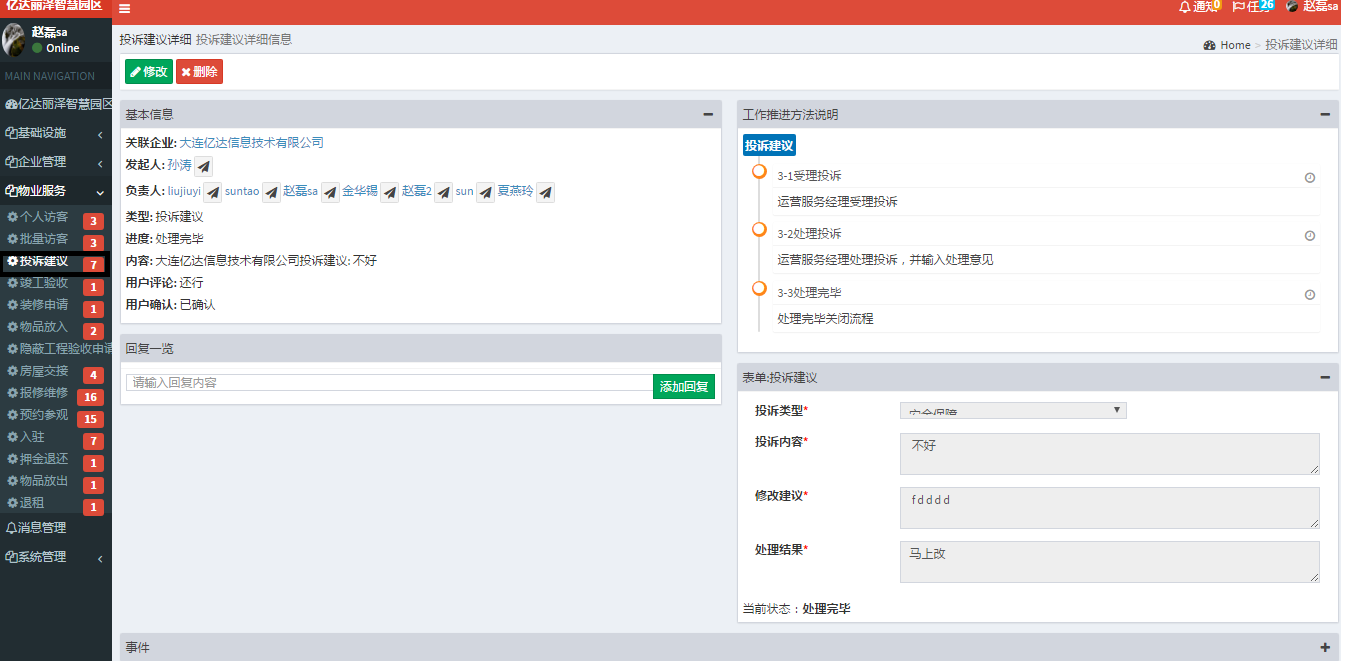 亿达丽泽智慧园区
通知 0
任务 26
赵磊sa
赵磊sa
Online
MAIN NAVIGATION
亿达丽泽智慧园区
基础设施
企业管理
物业服务
个人访客 3
批量访客 3
投诉建议 7
竣工验收 1
装修申请 1
物品放入 2
隐蔽工程验收申请
房屋交接 4
报修维修 16
预约参观 15
入驻 7
押金退还 1
物品放出 1
退租 1
消息管理
系统管理
投诉建议详细 投诉建议详细信息
Home > 投诉建议详细
修改 删除
基本信息
关联企业: 大连亿达信息技术有限公司
发起人: 孙涛
负责人: liujiuyi suntao 赵磊sa 金华锡 赵磊2 sun 夏燕玲
类型: 投诉建议
进度: 处理完毕
内容: 大连亿达信息技术有限公司投诉建议: 不好
用户评论: 还行
用户确认: 已确认
回复一览
请输入回复内容
添加回复
工作推进方法说明
投诉建议
3-1受理投诉
运营服务经理受理投诉
3-2处理投诉
运营服务经理处理投诉，并输入处理意见
3-3处理完毕
处理完毕关闭流程
表单:投诉建议
投诉类型* 安全保障
投诉内容* 不好
修改建议* fdddd
处理结果* 马上改
当前状态：处理完毕
事件